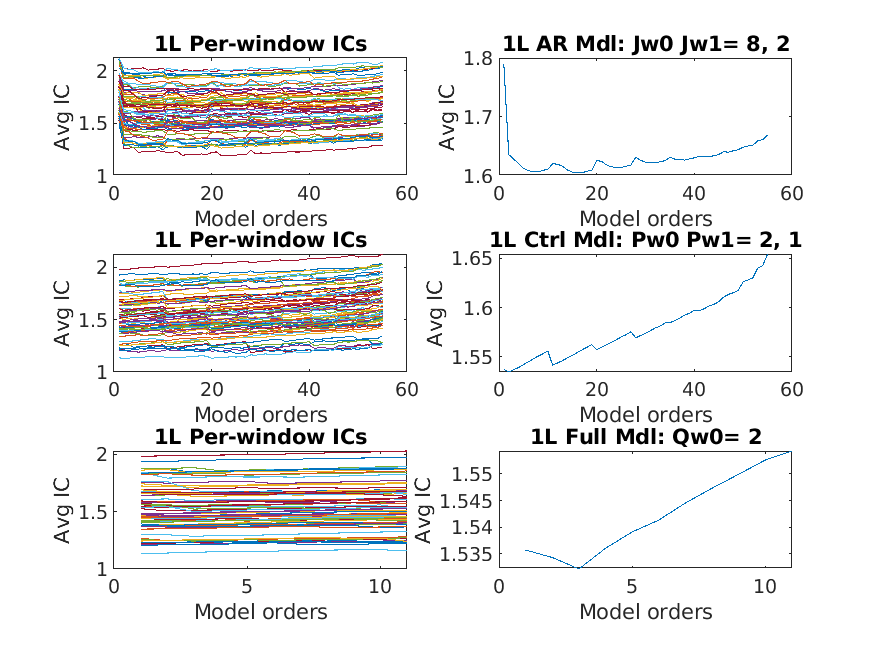 1L Per-window ICs
Avg IC
2
1.5
1
0 20 40 60
Model orders
1L AR Mdl: Jw0 Jw1= 8, 2
Avg IC
1.8
1.7
1.6
0 20 40 60
Model orders
1L Per-window ICs
Avg IC
2
1.5
1
0 20 40 60
Model orders
1L Ctrl Mdl: Pw0 Pw1= 2, 1
Avg IC
1.65
1.6
1.55
0 20 40 60
Model orders
1L Per-window ICs
Avg IC
2
1.5
1
0 5 10
Model orders
1L Full Mdl: Qw0= 2
Avg IC
1.55
1.545
1.54
1.535
0 5 10
Model orders